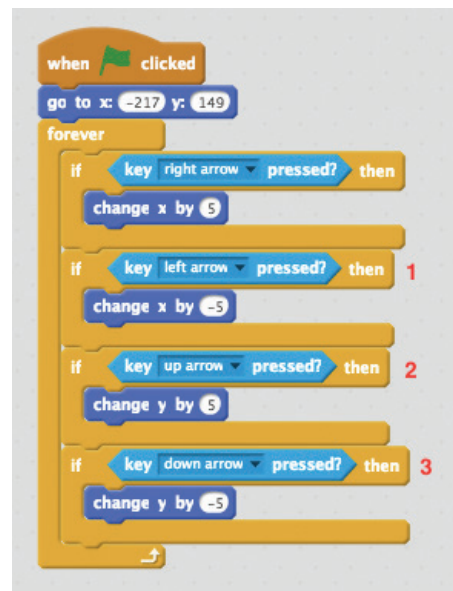 when clicked
go to x: -217 y: 149
forever
if key right arrow pressed? then
change x by 5
if key left arrow pressed? then 1
change x by -5
if key up arrow pressed? then 2
change y by 5
if key down arrow pressed? then 3
change y by -5